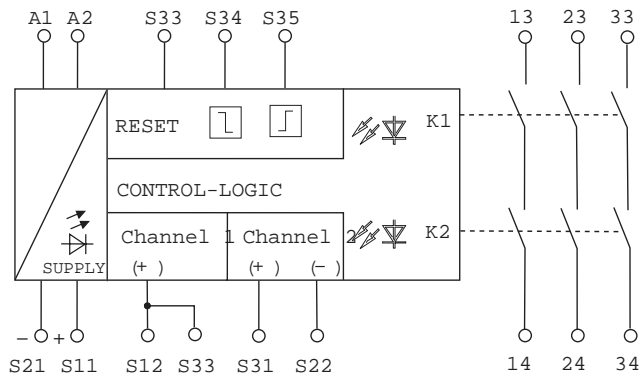 A1 A2 S33 S34 S35 13 23 33
RESET K1
CONTROL-LOGIC
Channel 1 Channel 2 K2
SUPPLY (+ ) (+ ) (− )
− +
S21 S11 S12 S33 S31 S22 14 24 34